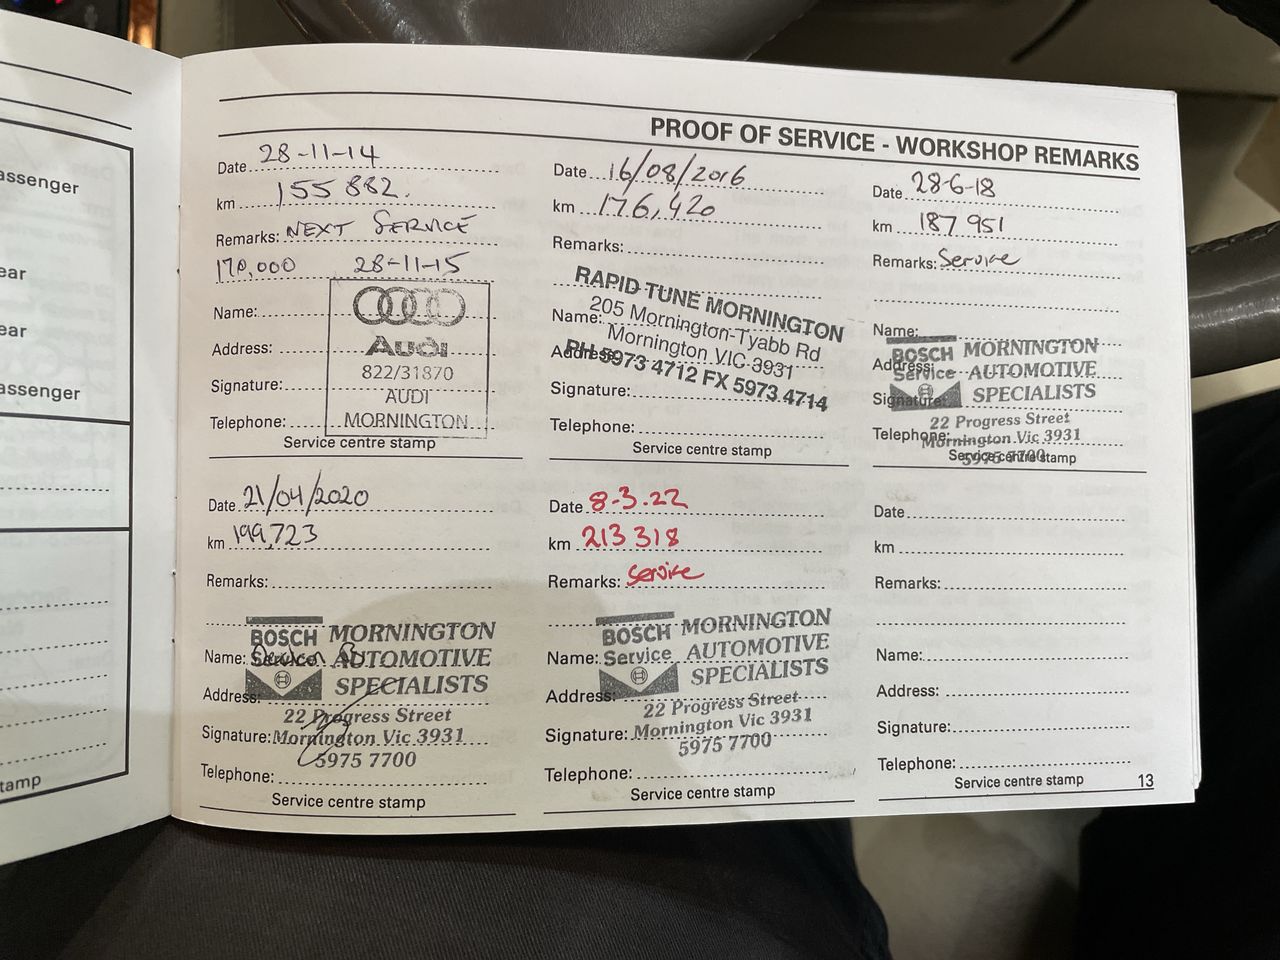 assenger
ear
ear
assenger
tamp
PROOF OF SERVICE - WORKSHOP REMARKS
Date 28-11-14
km 155 882.
Remarks: NEXT SERVICE
170,000 28-11-15
Name:
Address:
Signature:
Telephone:
Audi
822/31870
AUDI
MORNINGTON
Service centre stamp
Date 16/08/2016
km 176,420
Remarks:
RAPID TUNE MORNINGTON
205 Mornington-Tyabb Rd
Mornington VIC 3931
PH 5973 4712 FX 5973 4714
Name:
Address:
Signature:
Telephone:
Service centre stamp
Date 28-6-18
km 187 951
Remarks: Service
Name:
Address:
Signature:
Telephone:
BOSCH MORNINGTON
Service AUTOMOTIVE
SPECIALISTS
22 Progress Street
Mornington Vic 3931
5975 7700
Service centre stamp
Date 21/04/2020
km 199,723
Remarks:
BOSCH MORNINGTON
Name: Service AUTOMOTIVE
Address: SPECIALISTS
22 Progress Street
Signature: Mornington Vic 3931
5975 7700
Telephone:
Service centre stamp
Date 8-3-22
km 213 318
Remarks: Service
BOSCH MORNINGTON
Name: Service AUTOMOTIVE
Address: SPECIALISTS
22 Progress Street
Signature: Mornington Vic 3931
5975 7700
Telephone:
Service centre stamp
Date
km
Remarks:
Name:
Address:
Signature:
Telephone:
Service centre stamp
13